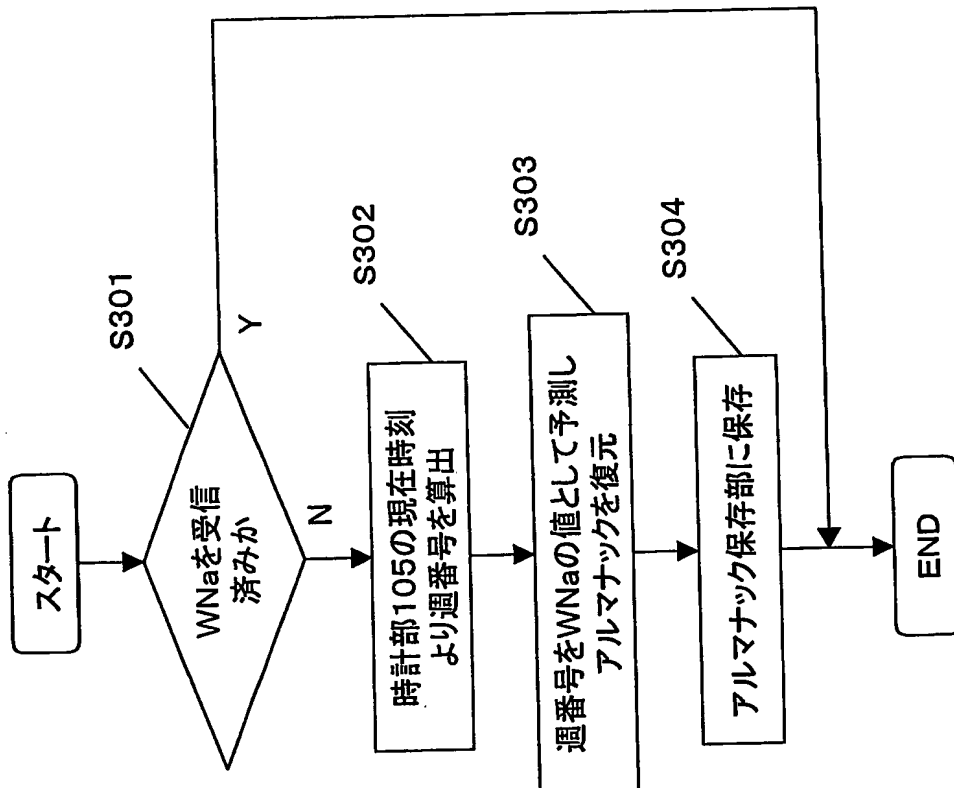 スタート
S301
WNaを受信
済みか
Y
N
S302
時計部105の現在時刻
より週番号を算出
S303
週番号をWNaの値として予測し
アルマナックを復元
S304
アルマナック保存部に保存
END